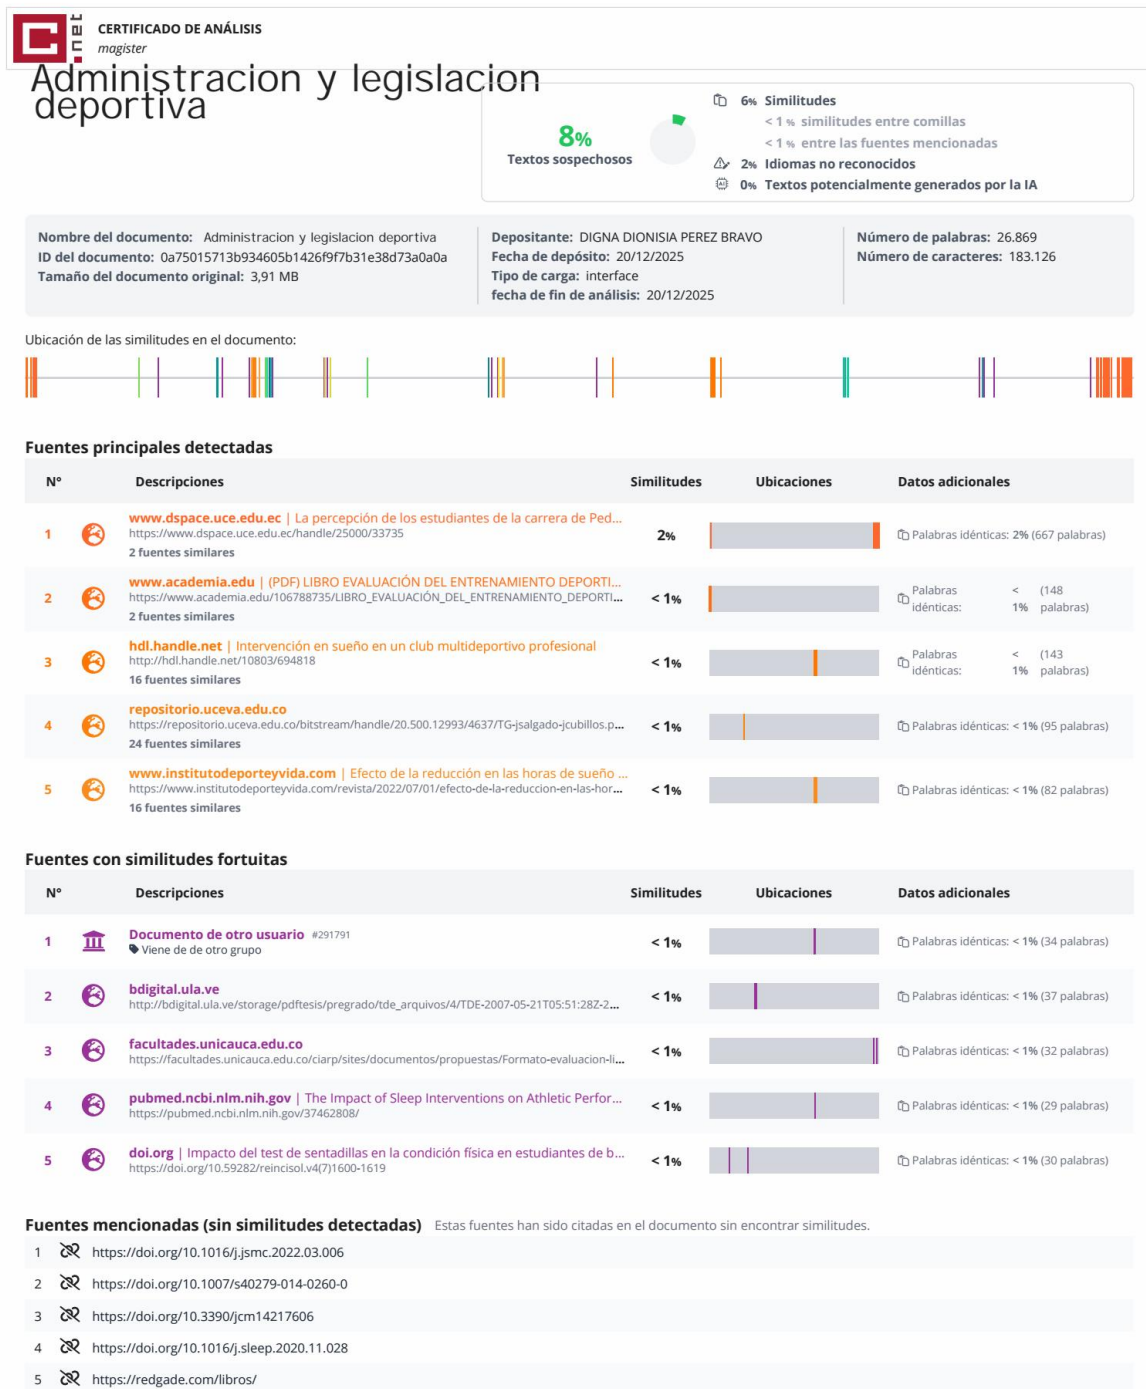 C .net
CERTIFICADO DE ANÁLISIS
magister
Administracion y legislacion
deportiva
8%
Textos sospechosos
6% Similitudes
< 1 % similitudes entre comillas
< 1 % entre las fuentes mencionadas
2% Idiomas no reconocidos
0% Textos potencialmente generados por la IA
Nombre del documento: Administracion y legislacion deportiva
ID del documento: 0a75015713b934605b1426f9f7b31e38d73a0a0a
Tamaño del documento original: 3,91 MB
Depositante: DIGNA DIONISIA PEREZ BRAVO
Fecha de depósito: 20/12/2025
Tipo de carga: interface
fecha de fin de análisis: 20/12/2025
Número de palabras: 26.869
Número de caracteres: 183.126
Ubicación de las similitudes en el documento:
Fuentes principales detectadas
N° Descripciones Similitudes Ubicaciones Datos adicionales
1 www.dspace.uce.edu.ec | La percepción de los estudiantes de la carrera de Ped...
https://www.dspace.uce.edu.ec/handle/25000/33735
2 fuentes similares
2% Palabras idénticas: 2% (667 palabras)
2 www.academia.edu | (PDF) LIBRO EVALUACIÓN DEL ENTRENAMIENTO DEPORTI...
https://www.academia.edu/106788735/LIBRO_EVALUACIÓN_DEL_ENTRENAMIENTO_DEPORTI...
2 fuentes similares
< 1% Palabras idénticas: < 1% (148 palabras)
3 hdl.handle.net | Intervención en sueño en un club multideportivo profesional
http://hdl.handle.net/10803/694818
16 fuentes similares
< 1% Palabras idénticas: < 1% (143 palabras)
4 repositorio.uceva.edu.co
https://repositorio.uceva.edu.co/bitstream/handle/20.500.12993/4637/TG-jsalgado-jcubillos.p...
24 fuentes similares
< 1% Palabras idénticas: < 1% (95 palabras)
5 www.institutodeporteyvida.com | Efecto de la reducción en las horas de sueño ...
https://www.institutodeporteyvida.com/revista/2022/07/01/efecto-de-la-reduccion-en-las-hor...
16 fuentes similares
< 1% Palabras idénticas: < 1% (82 palabras)
Fuentes con similitudes fortuitas
N° Descripciones Similitudes Ubicaciones Datos adicionales
1 Documento de otro usuario #291791
Viene de de otro grupo
< 1% Palabras idénticas: < 1% (34 palabras)
2 bdigital.ula.ve
http://bdigital.ula.ve/storage/pdftesis/pregrado/tde_arquivos/4/TDE-2007-05-21T05:51:28Z-2...
< 1% Palabras idénticas: < 1% (37 palabras)
3 facultades.unicauca.edu.co
https://facultades.unicauca.edu.co/ciarp/sites/documentos/propuestas/Formato-evaluacion-li...
< 1% Palabras idénticas: < 1% (32 palabras)
4 pubmed.ncbi.nlm.nih.gov | The Impact of Sleep Interventions on Athletic Perfor...
https://pubmed.ncbi.nlm.nih.gov/37462808/
< 1% Palabras idénticas: < 1% (29 palabras)
5 doi.org | Impacto del test de sentadillas en la condición física en estudiantes de b...
https://doi.org/10.59282/reincisol.v4(7)1600-1619
< 1% Palabras idénticas: < 1% (30 palabras)
Fuentes mencionadas (sin similitudes detectadas) Estas fuentes han sido citadas en el documento sin encontrar similitudes.
1 https://doi.org/10.1016/j.jsmc.2022.03.006
2 https://doi.org/10.1007/s40279-014-0260-0
3 https://doi.org/10.3390/jcm14217606
4 https://doi.org/10.1016/j.sleep.2020.11.028
5 https://redgade.com/libros/